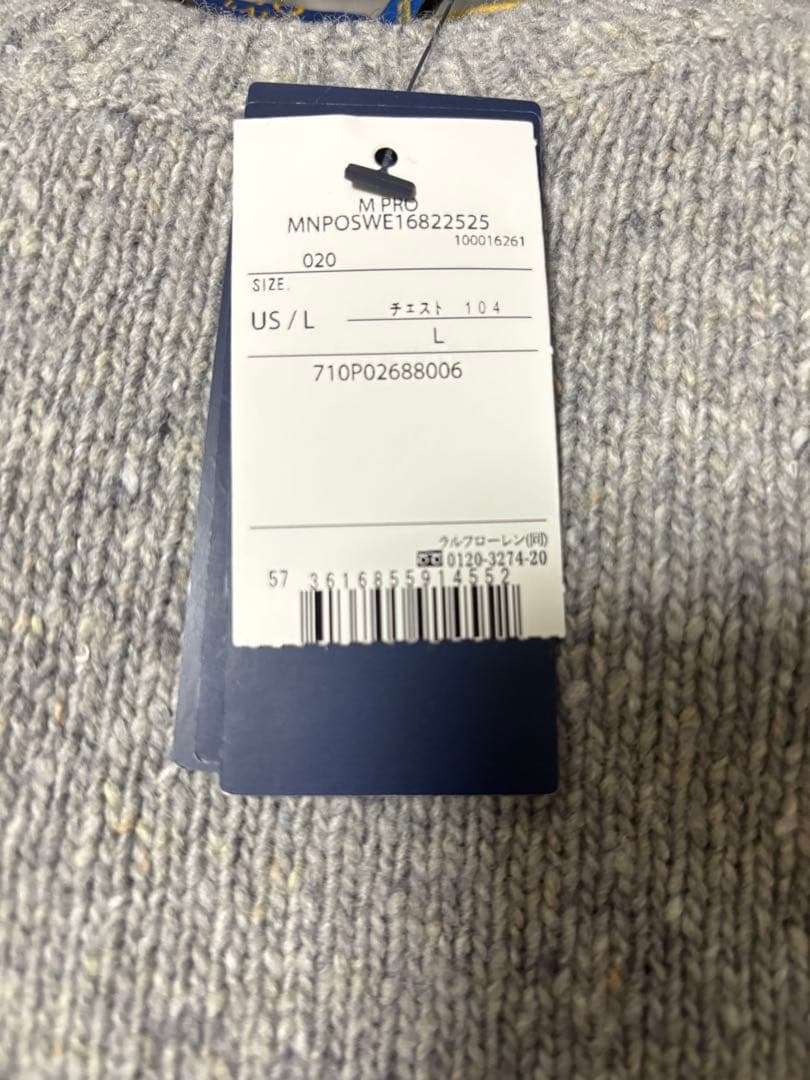 M PRO
MNPOSWE16822525
100016261
020
SIZE.
US / L
チェスト 104
L
710P02688006
ラルフローレン(同)
0120-3274-20
57 3616855914552